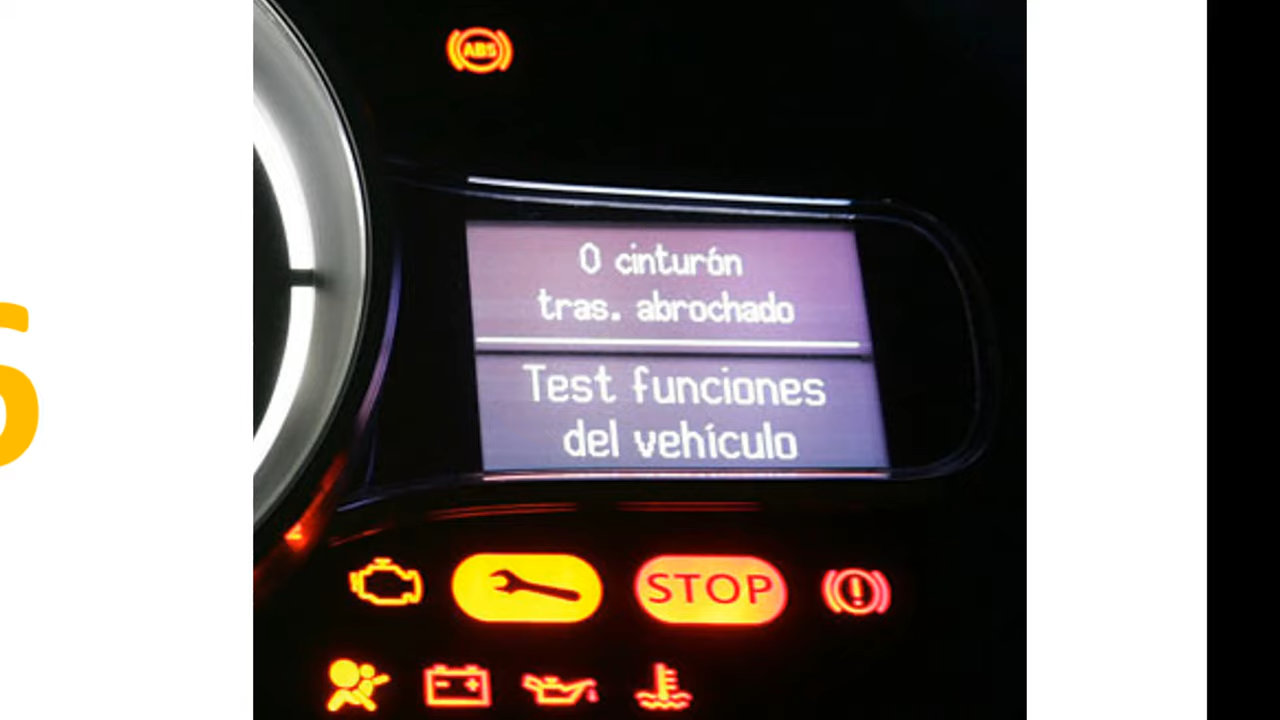 ABS
0 cinturón
tras. abrochado
Test funciones
del vehículo
STOP